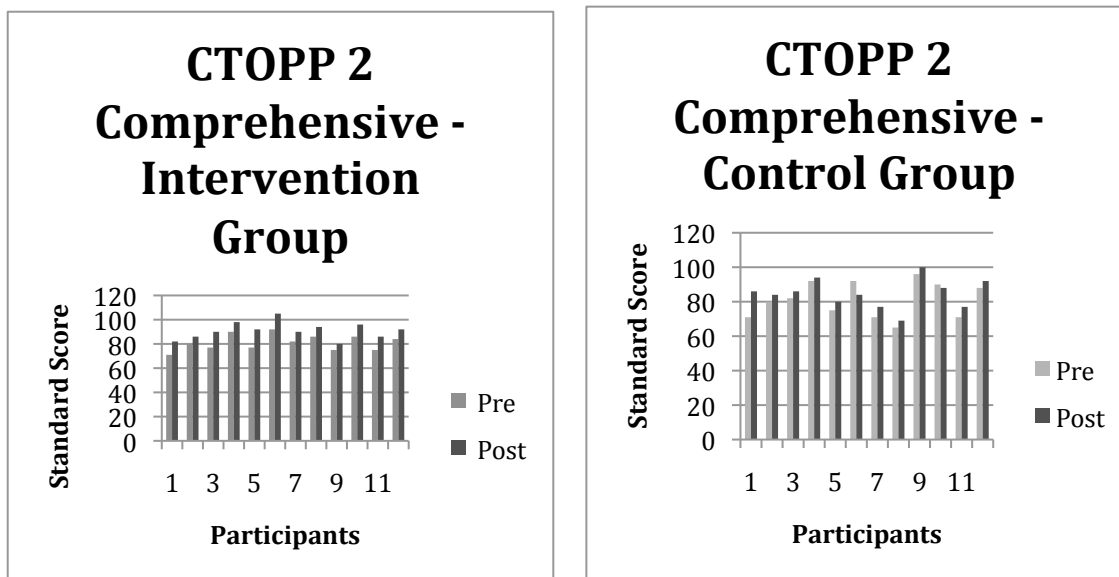 CTOPP 2
Comprehensive -
Intervention
Group
Standard Score
120
100
80
60
40
20
0
1 3 5 7 9 11
Participants
Pre
Post
CTOPP 2
Comprehensive -
Control Group
Standard Score
120
100
80
60
40
20
0
1 3 5 7 9 11
Participants
Pre
Post